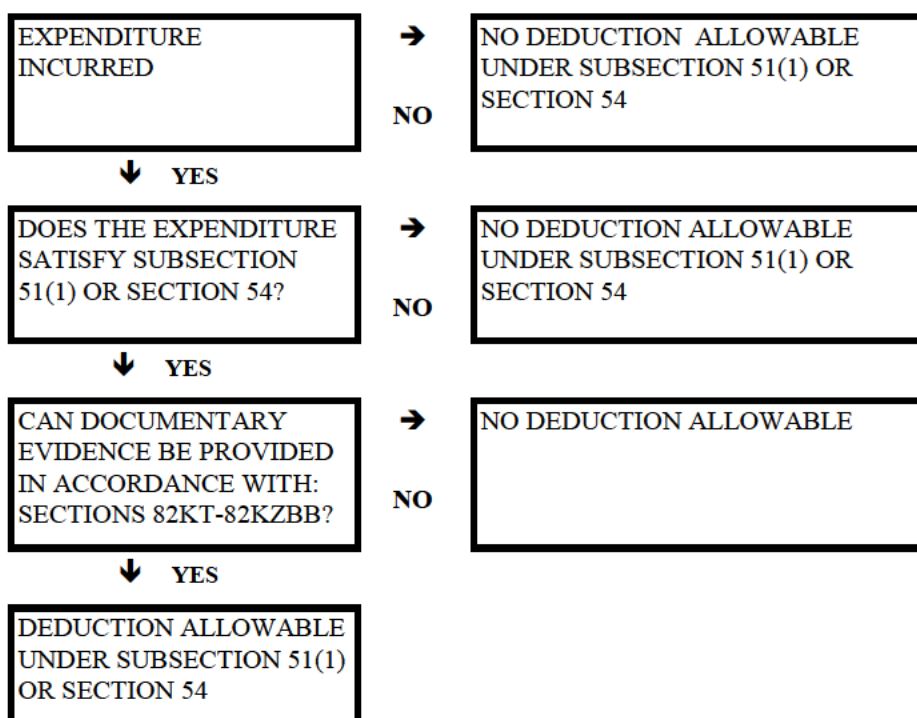 EXPENDITURE
INCURRED
➔
NO
NO DEDUCTION ALLOWABLE
UNDER SUBSECTION 51(1) OR
SECTION 54
YES
DOES THE EXPENDITURE
SATISFY SUBSECTION
51(1) OR SECTION 54?
➔
NO
NO DEDUCTION ALLOWABLE
UNDER SUBSECTION 51(1) OR
SECTION 54
YES
CAN DOCUMENTARY
EVIDENCE BE PROVIDED
IN ACCORDANCE WITH:
SECTIONS 82KT-82KZBB?
➔
NO
NO DEDUCTION ALLOWABLE
YES
DEDUCTION ALLOWABLE
UNDER SUBSECTION 51(1)
OR SECTION 54